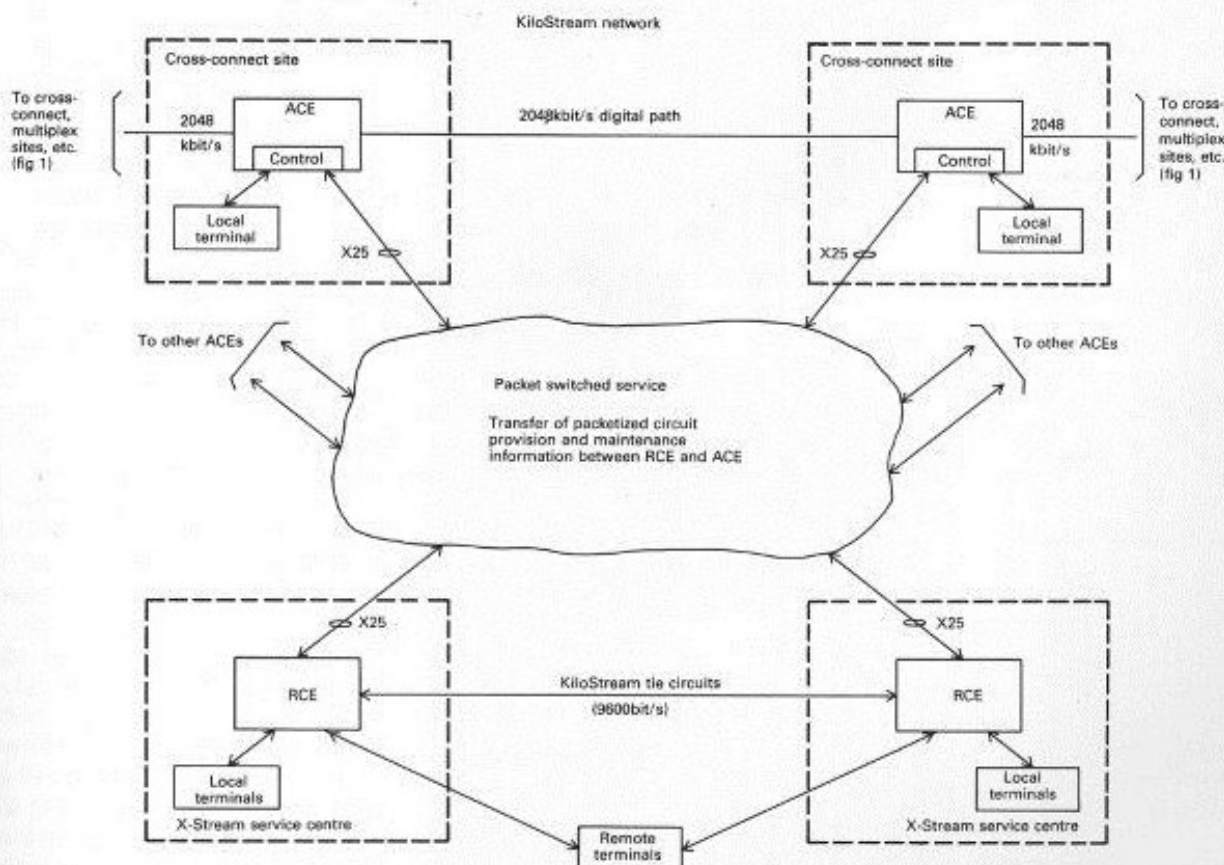 KiloStream network
Cross-connect site
Cross-connect site
To cross-
connect,
multiplex
sites, etc.
(fig 1)
2048
kbit/s
ACE
Control
2048kbit/s digital path
ACE
Control
2048
kbit/s
To cross-
connect,
multiplex
sites, etc.
(fig 1)
Local
terminal
Local
terminal
X25
X25
To other ACEs
To other ACEs
Packet switched service
Transfer of packetized circuit
provision and maintenance
information between RCE and ACE
X25
X25
RCE
KiloStream tie circuits
(9600bit/s)
RCE
Local
terminals
Local
terminals
X-Stream service centre
X-Stream service centre
Remote
terminals